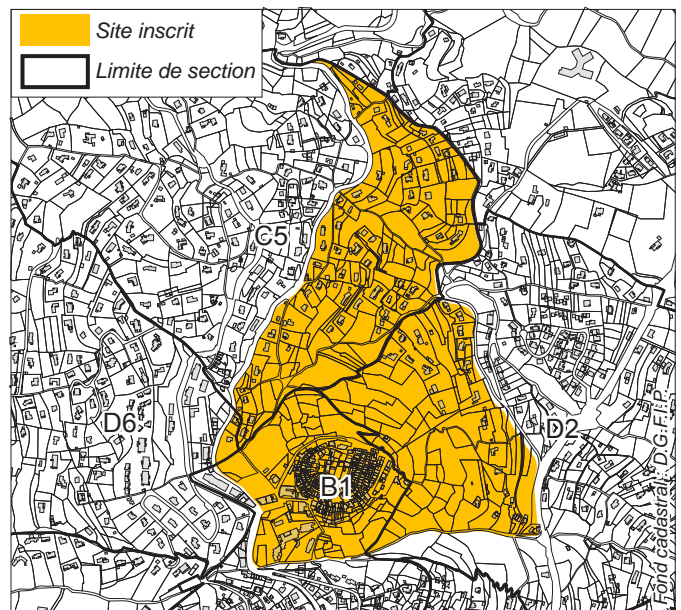 Site inscrit
Limite de section
C5
D6
D2
B1
Fond cadastral : D.G.F.I.P.